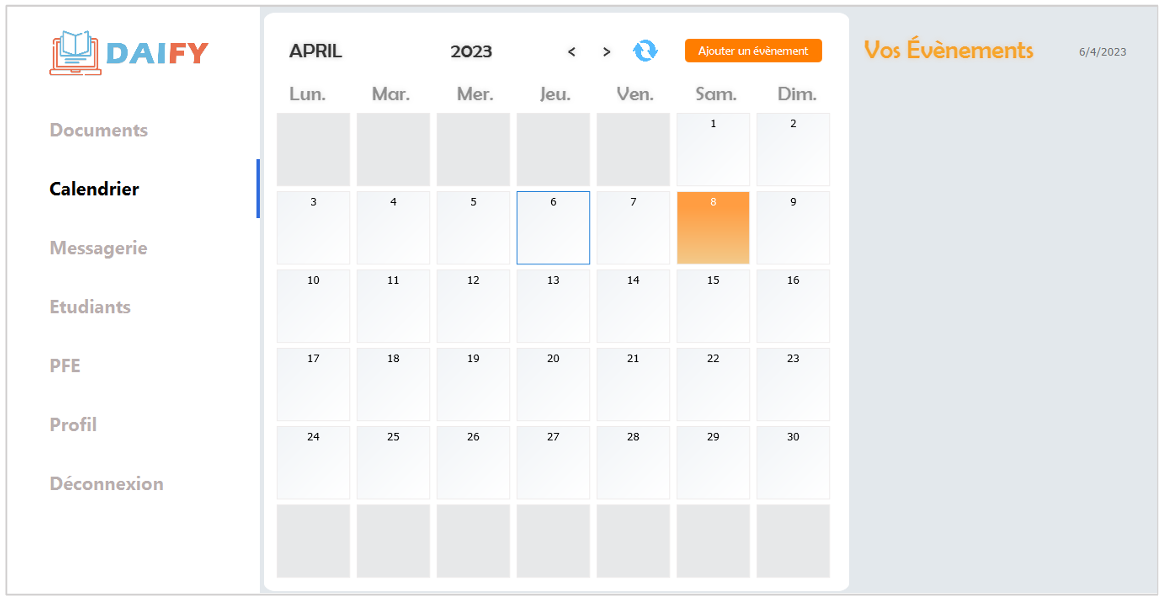 DAIFY
Documents
Calendrier
Messagerie
Etudiants
PFE
Profil
Déconnexion
APRIL 2023 < > Ajouter un évènement
Lun. Mar. Mer. Jeu. Ven. Sam. Dim.
1 2
3 4 5 6 7 8 9
10 11 12 13 14 15 16
17 18 19 20 21 22 23
24 25 26 27 28 29 30
Vos Évènements 6/4/2023